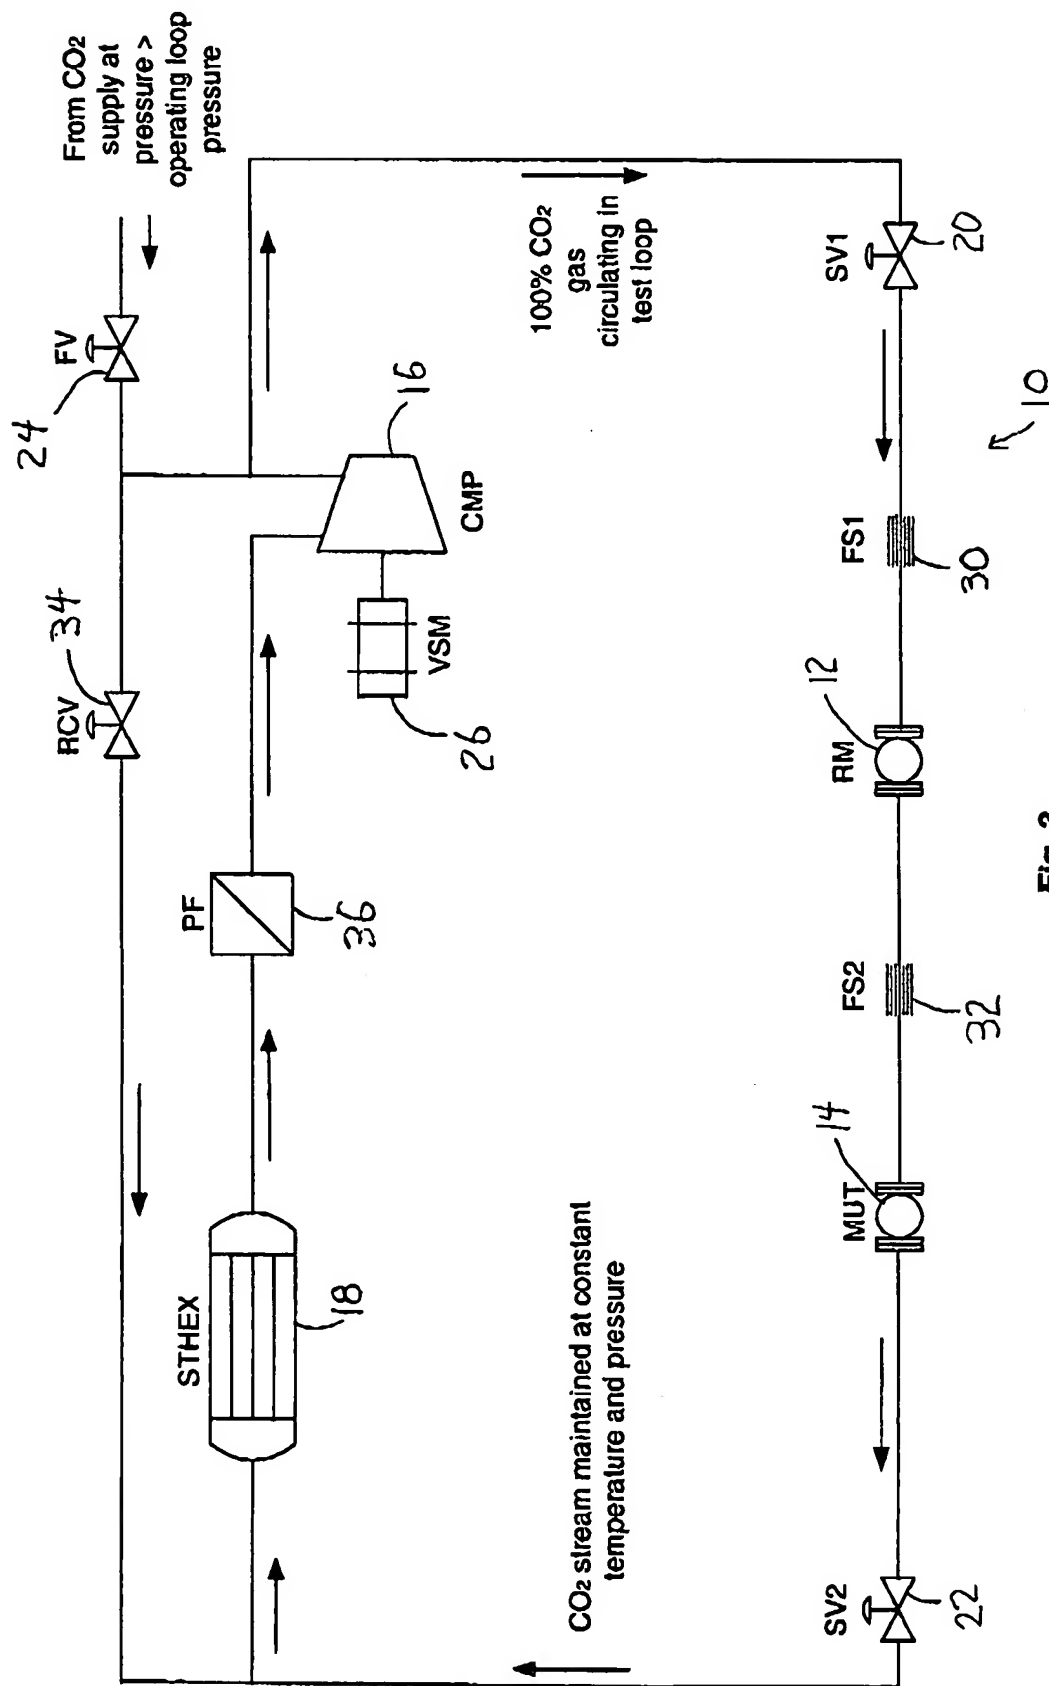 From CO2
supply at
pressure >
operating loop
pressure
FV
24
RCV
34
16
CMP
VSM
26
PF
36
STHEX
18
100% CO2
gas
circulating in
test loop
SV1
20
10
FS1
30
RM
12
FS2
32
MUT
14
CO2 stream maintained at constant
temperature and pressure
SV2
22